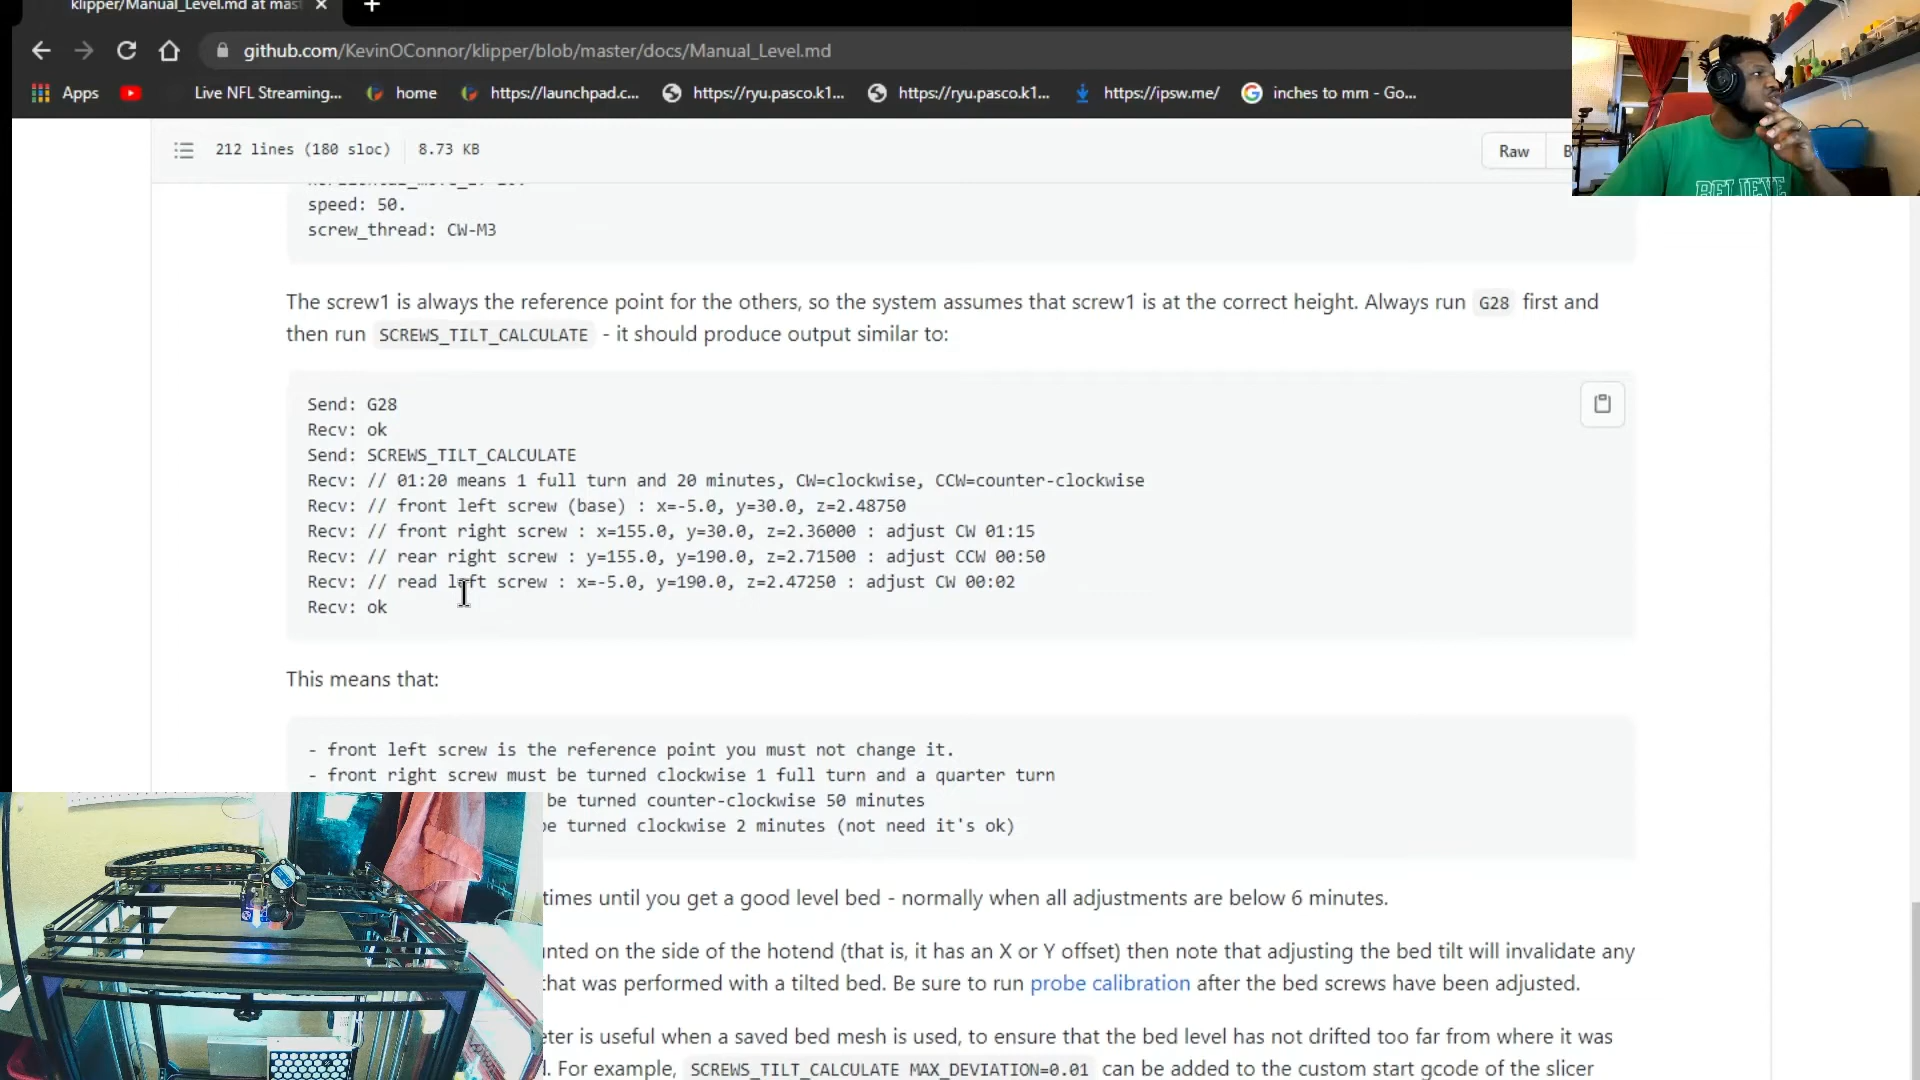 klipper/Manual_Level.md at mast
github.com/KevinOConnor/klipper/blob/master/docs/Manual_Level.md
Apps
Live NFL Streaming...
home
https://launchpad.c...
https://ryu.pasco.k1...
https://ryu.pasco.k1...
https://ipsw.me/
inches to mm - Go...
212 lines (180 sloc)
8.73 KB
Raw
B
speed: 50.
screw_thread: CW-M3
The screw1 is always the reference point for the others, so the system assumes that screw1 is at the correct height. Always run G28 first and
then run SCREWS_TILT_CALCULATE - it should produce output similar to:
Send: G28
Recv: ok
Send: SCREWS_TILT_CALCULATE
Recv: // 01:20 means 1 full turn and 20 minutes, CW=clockwise, CCW=counter-clockwise
Recv: // front left screw (base) : x=-5.0, y=30.0, z=2.48750
Recv: // front right screw : x=155.0, y=30.0, z=2.36000 : adjust CW 01:15
Recv: // rear right screw : y=155.0, y=190.0, z=2.71500 : adjust CCW 00:50
Recv: // read left screw : x=-5.0, y=190.0, z=2.47250 : adjust CW 00:02
Recv: ok
This means that:
- front left screw is the reference point you must not change it.
- front right screw must be turned clockwise 1 full turn and a quarter turn
be turned counter-clockwise 50 minutes
be turned clockwise 2 minutes (not need it's ok)
times until you get a good level bed - normally when all adjustments are below 6 minutes.
unted on the side of the hotend (that is, it has an X or Y offset) then note that adjusting the bed tilt will invalidate any
hat was performed with a tilted bed. Be sure to run probe calibration after the bed screws have been adjusted.
eter is useful when a saved bed mesh is used, to ensure that the bed level has not drifted too far from where it was
l. For example, SCREWS_TILT_CALCULATE MAX_DEVIATION=0.01 can be added to the custom start gcode of the slicer
BELIEVE